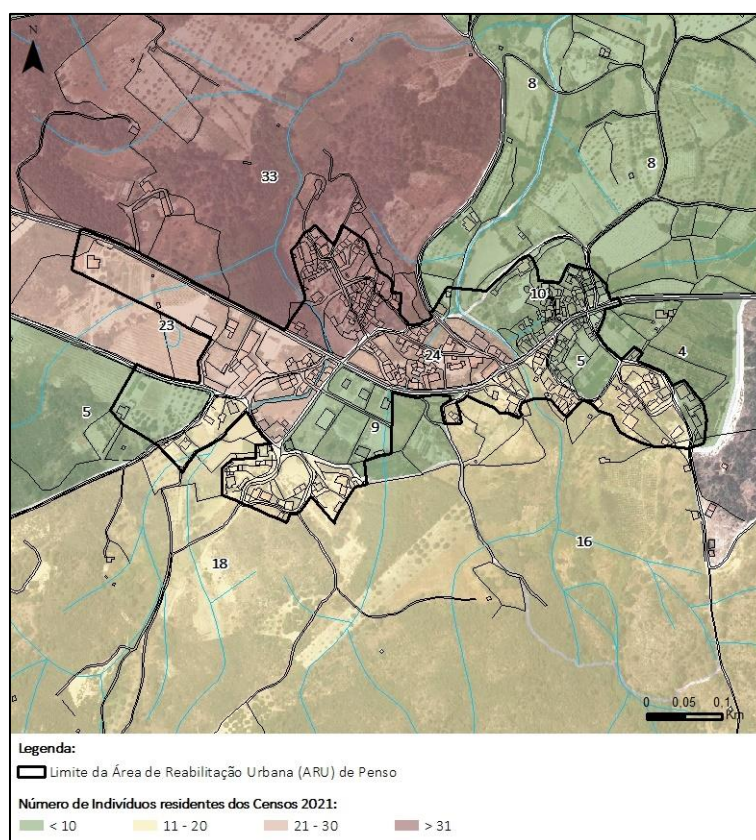 N
8
8
33
10
23
24
4
5
5
9
18
16
0 0,05 0,1
Km
Legenda:
Limite da Área de Reabilitação Urbana (ARU) de Penso
Número de Indivíduos residentes dos Censos 2021:
< 10 11 - 20 21 - 30 > 31